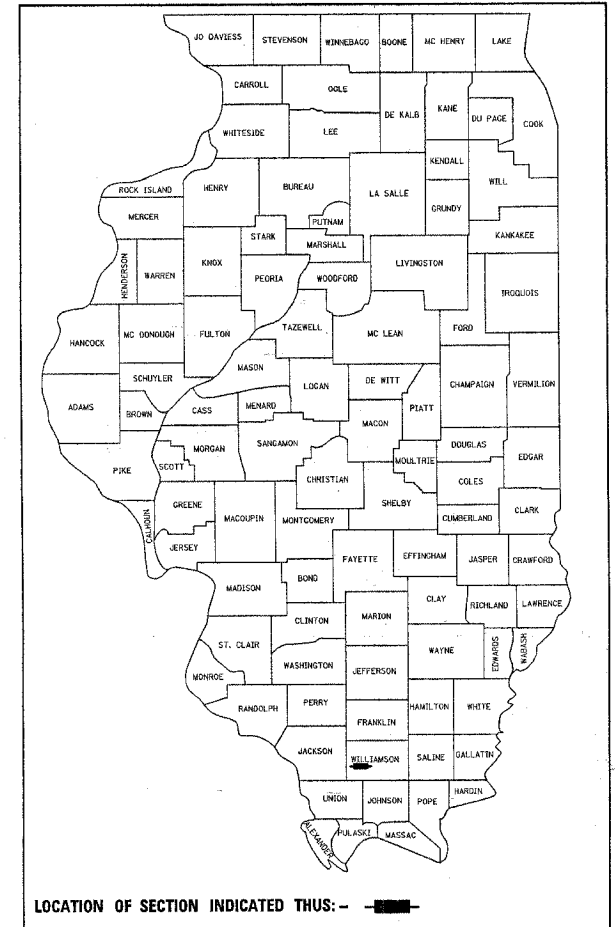 JO DAVIESS STEVENSON WINNEBAGO BOONE MC HENRY LAKE
CARROLL OGLE DE KALB KANE DU PAGE COOK
WHITESIDE LEE
KENDALL WILL
ROCK ISLAND HENRY BUREAU LA SALLE GRUNDY
MERCER PUTNAM
STARK MARSHALL KANKAKEE
HENDERSON WARREN KNOX PEORIA WOODFORD LIVINGSTON
IROQUOIS
HANCOCK MC DONOUGH FULTON TAZEWELL MC LEAN FORD
MASON
SCHUYLER LOGAN DE WITT CHAMPAIGN VERMILION
ADAMS BROWN CASS MENARD PIATT
MACON
MORGAN SANGAMON DOUGLAS
PIKE SCOTT CHRISTIAN MOULTRIE EDGAR
COLES
GREENE MACOUPIN MONTGOMERY SHELBY CUMBERLAND CLARK
CALHOUN JERSEY
FAYETTE EFFINGHAM JASPER CRAWFORD
MADISON BOND
CLAY RICHLAND LAWRENCE
CLINTON MARION
ST. CLAIR WAYNE EDWARDS WABASH
WASHINGTON JEFFERSON
MONROE
RANDOLPH PERRY HAMILTON WHITE
FRANKLIN
JACKSON WILLIAMSON SALINE GALLATIN
UNION JOHNSON POPE HARDIN
ALEXANDER PULASKI MASSAC
LOCATION OF SECTION INDICATED THUS: -